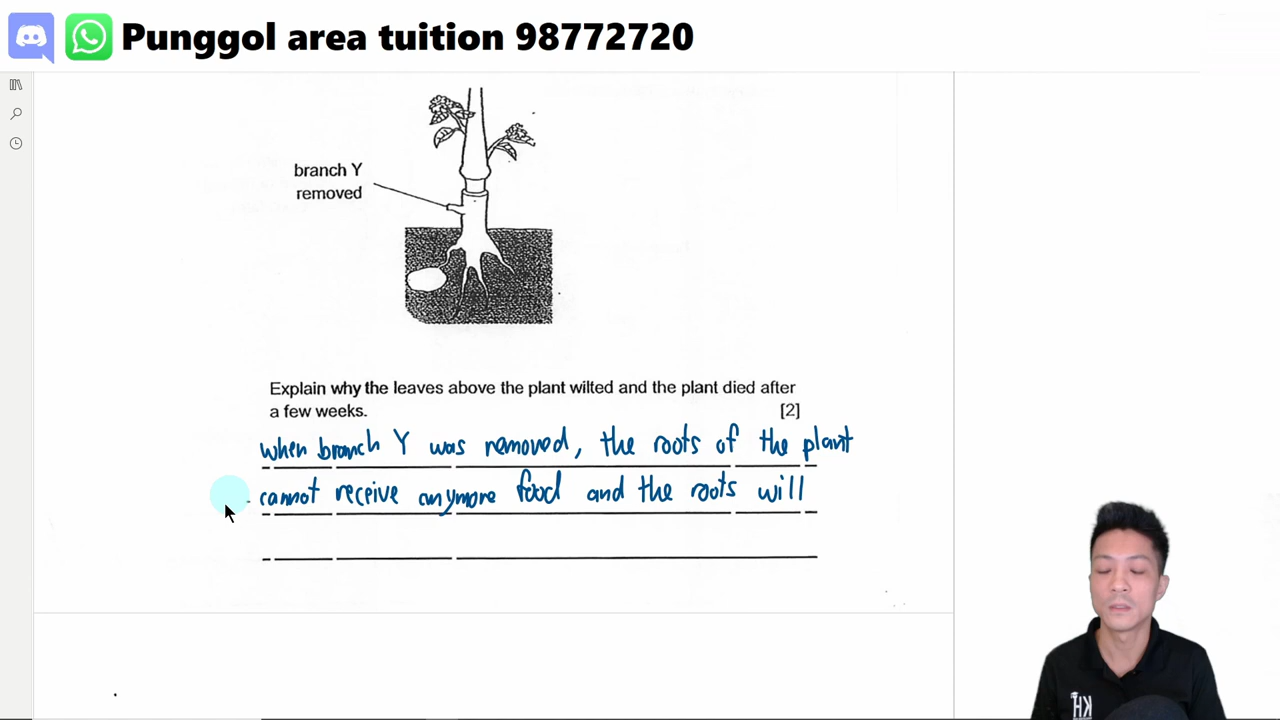 Punggol area tuition 98772720
branch Y
removed
Explain why the leaves above the plant wilted and the plant died after
a few weeks. [2]
when branch Y was removed, the roots of the plant
cannot receive anymore food and the roots will
KH